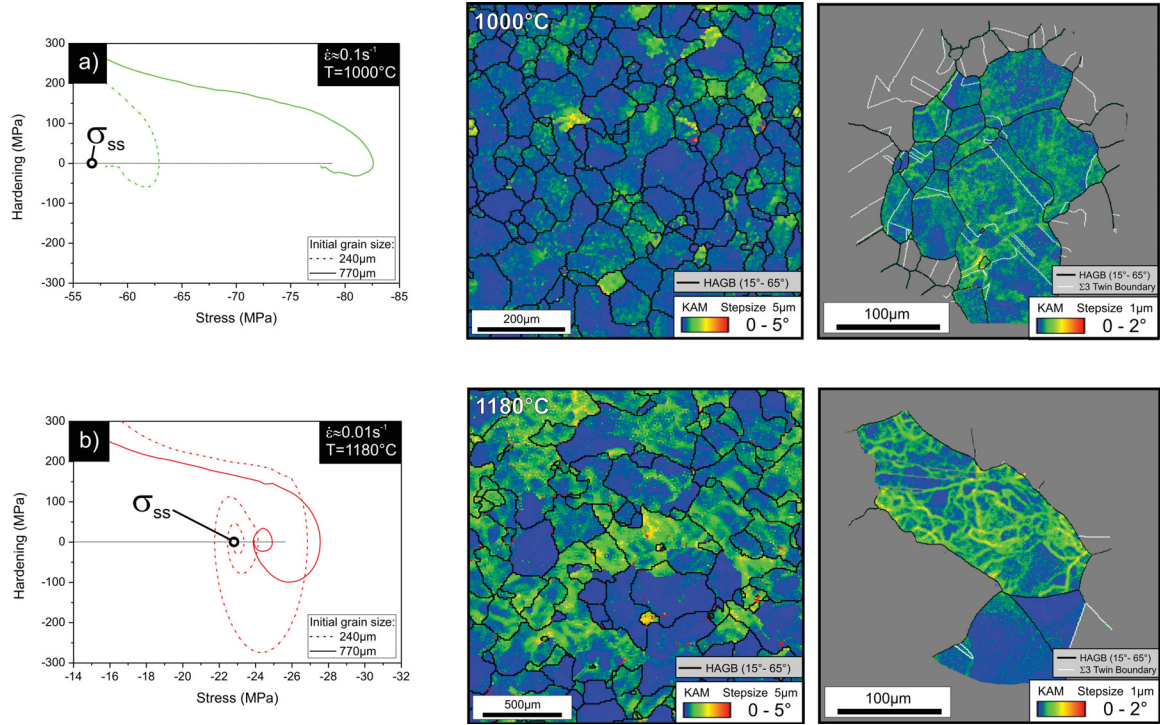 a)
ε̇≈0.1s⁻¹
T=1000°C
Hardening (MPa)
300
200
100
0
-100
-200
300
σss
Initial grain size:
240µm
770µm
-55 -60 -65 -70 -75 -80 -85
Stress (MPa)
1000°C
HAGB (15°- 65°)
200µm
KAM Stepsize 5µm
0 - 5°
HAGB (15°- 65°)
Σ3 Twin Boundary
100µm
KAM Stepsize 1µm
0 - 2°
b)
ε̇≈0.01s⁻¹
T=1180°C
Hardening (MPa)
300
200
100
0
-100
-200
-300
σss
Initial grain size:
240µm
770µm
-14 -16 -18 -20 -22 -24 -26 -28 -30 -32
Stress (MPa)
1180°C
HAGB (15°- 65°)
500µm
KAM Stepsize 5µm
0 - 5°
HAGB (15°- 65°)
Σ3 Twin Boundary
100µm
KAM Stepsize 1µm
0 - 2°